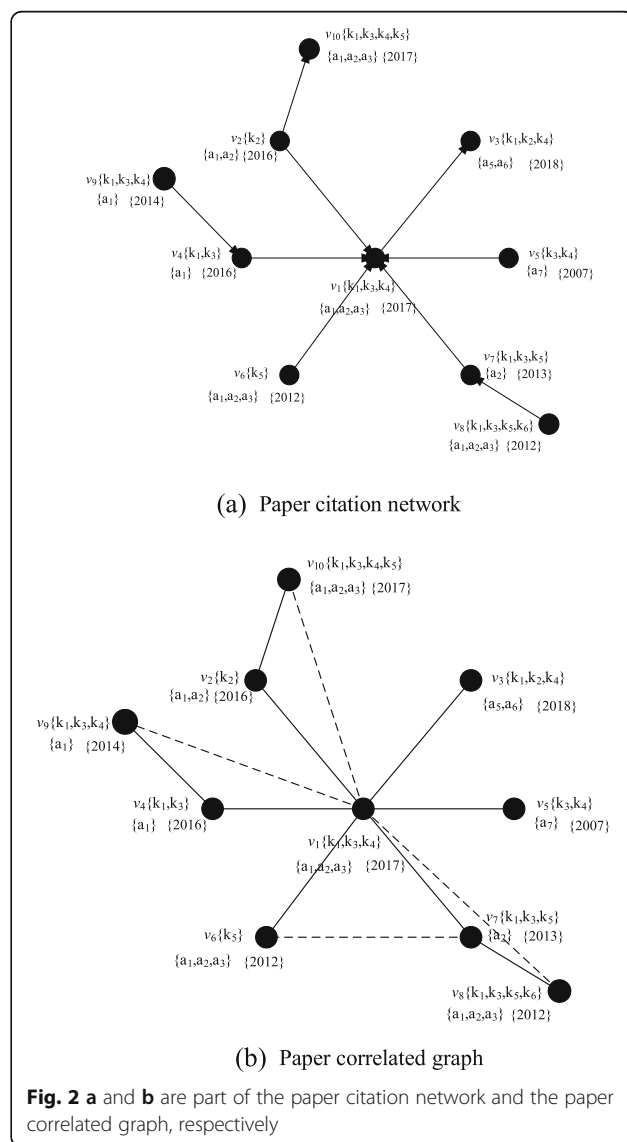 v10{k1,k3,k4,k5}
{a1,a2,a3} {2017}
v2{k2}
{a1,a2} {2016}
v3{k1,k2,k4}
{a5,a6} {2018}
v9{k1,k3,k4}
{a1} {2014}
v4{k1,k3}
{a1} {2016}
v5{k3,k4}
{a7} {2007}
v1{k1,k3,k4}
{a1,a2,a3} {2017}
v7{k1,k3,k5}
{a2} {2013}
v6{k5}
{a1,a2,a3} {2012}
v8{k1,k3,k5,k6}
{a1,a2,a3} {2012}
(a) Paper citation network
v10{k1,k3,k4,k5}
{a1,a2,a3} {2017}
v2{k2}
{a1,a2} {2016}
v3{k1,k2,k4}
{a5,a6} {2018}
v9{k1,k3,k4}
{a1} {2014}
v4{k1,k3}
{a1} {2016}
v5{k3,k4}
{a7} {2007}
v1{k1,k3,k4}
{a1,a2,a3} {2017}
v7{k1,k3,k5}
{a2} {2013}
v6{k5}
{a1,a2,a3} {2012}
v8{k1,k3,k5,k6}
{a1,a2,a3} {2012}
(b) Paper correlated graph
Fig. 2 a and b are part of the paper citation network and the paper
correlated graph, respectively